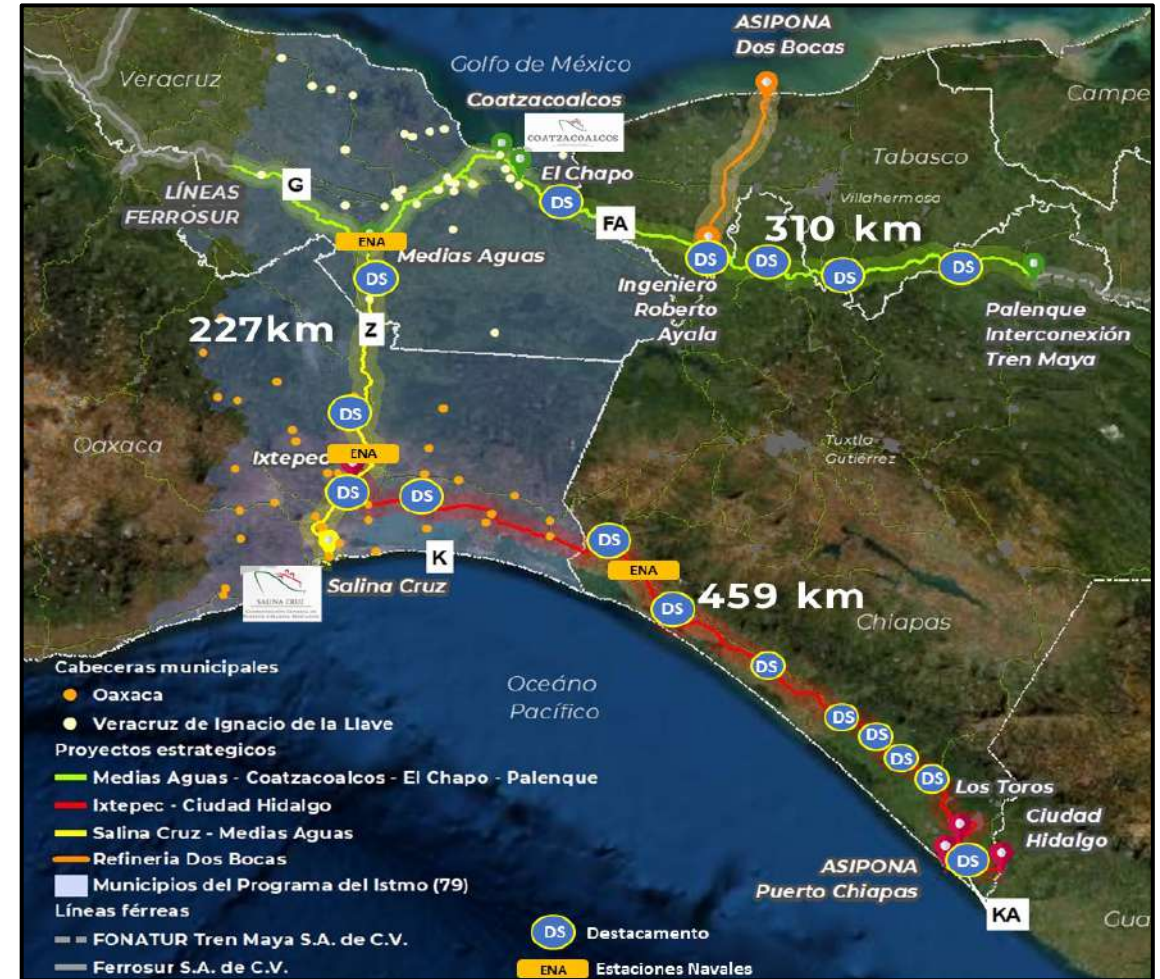 ASIPONA
Dos Bocas
Golfo de México
Veracruz
Campe
Coatzacoalcos
COATZACOALCOS
Tabasco
El Chapo
G
LÍNEAS
FERROSUR
DS
Villahermosa
FA
310 km
ENA
Medias Aguas
DS
DS
DS
DS
DS
Ingeniero
Roberto
Ayala
Palenque
Interconexión
Tren Maya
227km
Z
DS
Oaxaca
Tuxtla
Gutiérrez
Ixtepec
ENA
DS
DS
DS
K
ENA
Salina Cruz
SALINA CRUZ
DS
459 km
Chiapas
DS
Cabeceras municipales
Oaxaca
Veracruz de Ignacio de la Llave
Océano
Pacífico
DS
DS
DS
DS
Proyectos estrategicos
Medias Aguas - Coatzacoalcos - El Chapo - Palenque
Ixtepec - Ciudad Hidalgo
Salina Cruz - Medias Aguas
Refineria Dos Bocas
Municipios del Programa del Istmo (79)
Los Toros
Ciudad
Hidalgo
DS
ASIPONA
Puerto Chiapas
KA
Gua
Líneas férreas
FONATUR Tren Maya S.A. de C.V.
Ferrosur S.A. de C.V.
DS Destacamento
ENA Estaciones Navales